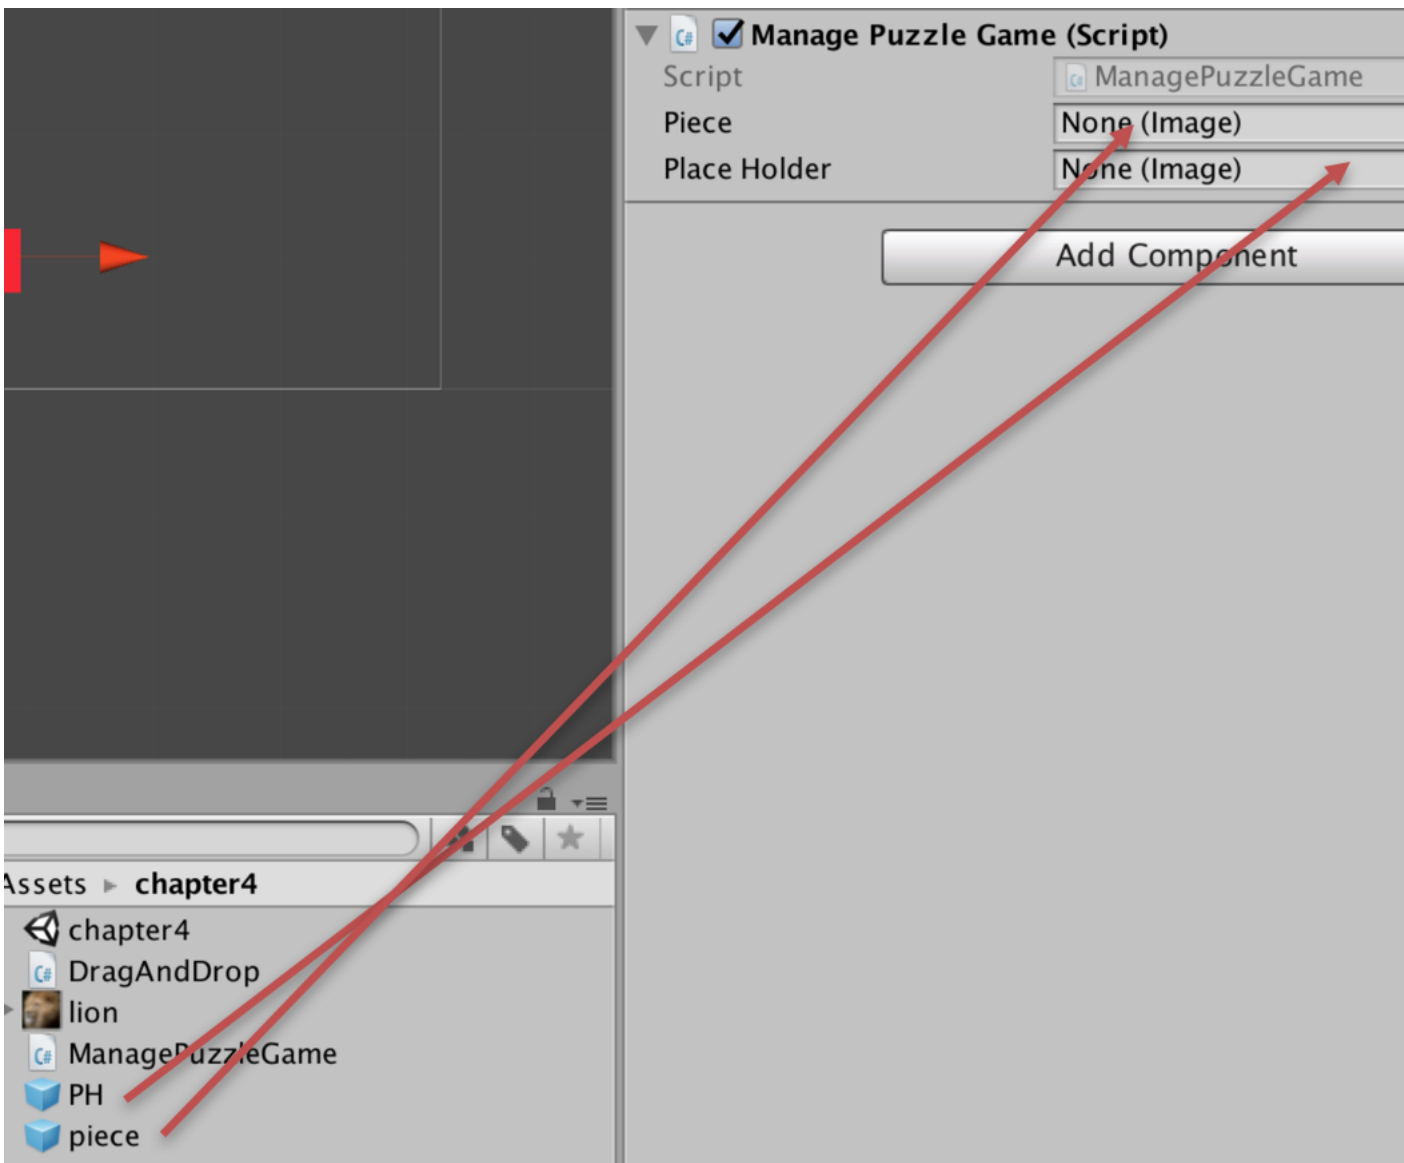 Manage Puzzle Game (Script)
Script ManagePuzzleGame
Piece None (Image)
Place Holder None (Image)
Add Component
Assets chapter4
chapter4
DragAndDrop
lion
ManagePuzzleGame
PH
piece